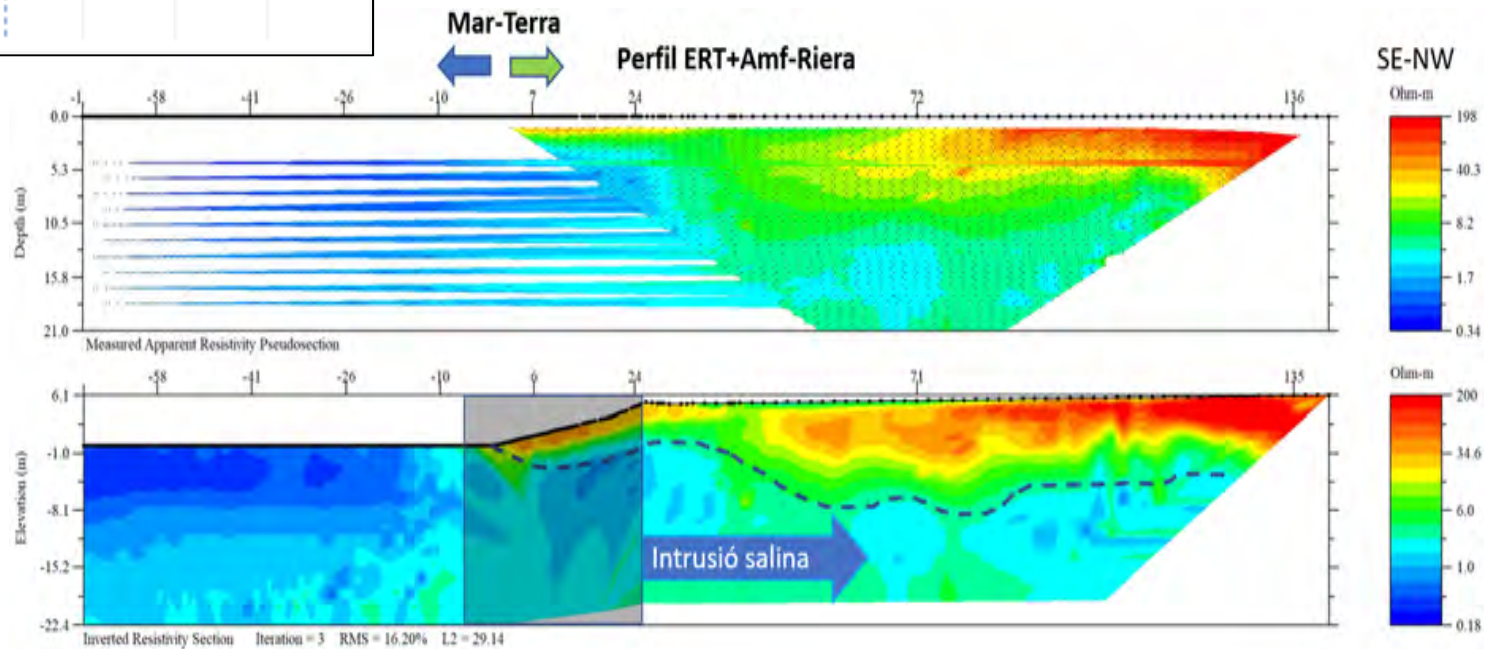 Mar-Terra
Perfil ERT+Amf-Riera
SE-NW
-1 -58 -41 -26 -10 7 24 72 136
Ohm-m
0.0
5.3
10.5
15.8
21.0
Depth (m)
198
40.3
8.2
1.7
0.34
Measured Apparent Resistivity Pseudosection
-58 -41 -26 -10 6 24 71 135
Ohm-m
6.1
-1.0
-8.1
-15.2
-22.4
Elevation (m)
Intrusió salina
200
34.6
6.0
1.0
0.18
Inverted Resistivity Section Iteration = 3 RMS = 16.20% L2 = 29.14